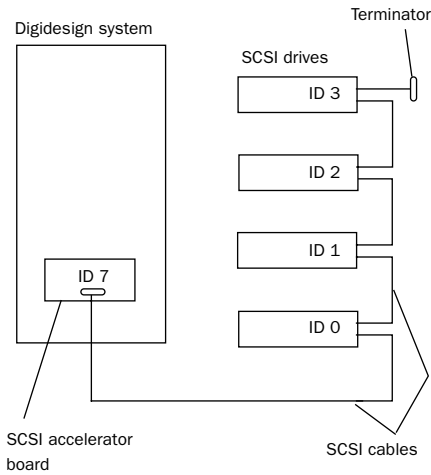 Terminator
Digidesign system
SCSI drives
ID 3
ID 2
ID 1
ID 7
ID 0
SCSI accelerator
board
SCSI cables